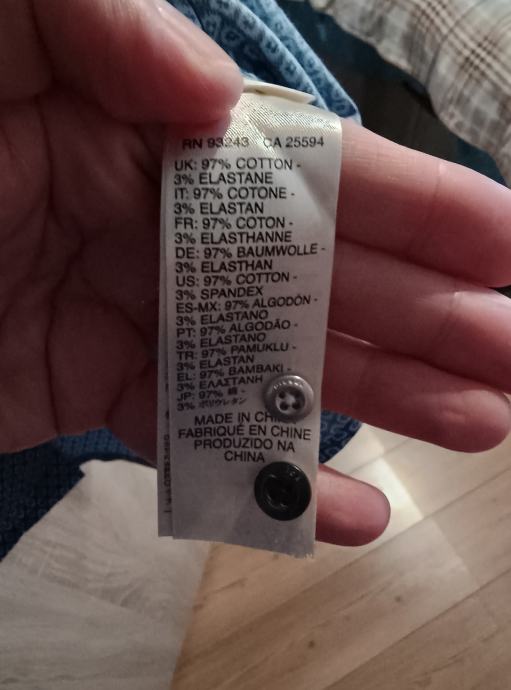 RN 93243 CA 25594
UK: 97% COTTON -
3% ELASTANE
IT: 97% COTONE -
3% ELASTAN
FR: 97% COTON -
3% ELASTHANNE
DE: 97% BAUMWOLLE -
3% ELASTHAN
US: 97% COTTON -
3% SPANDEX
ES-MX: 97% ALGODÓN -
3% ELASTANO
PT: 97% ALGODÃO -
3% ELASTANO
TR: 97% PAMUKLU -
3% ELASTAN
EL: 97% BAMBAKI -
3% ΕΛΑΣΤΑΝΗ
JP: 97% 綿 -
3% ポリウレタン
MADE IN
FABRIQUÉ EN CHINE
PRODUZIDO NA
CHINA